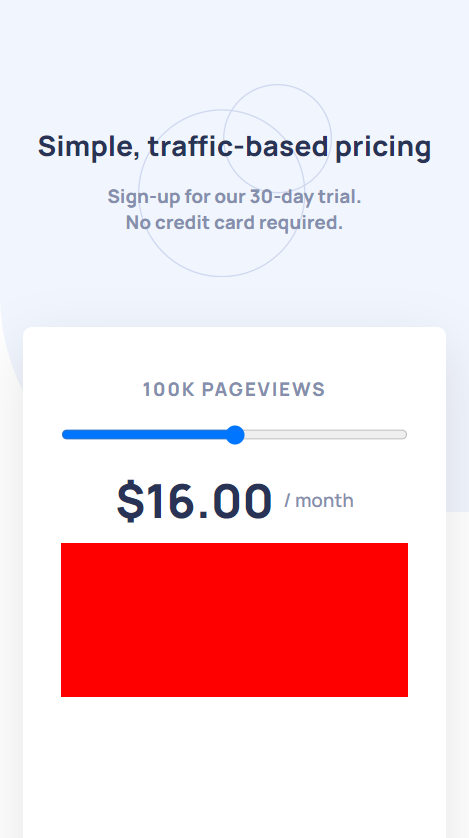 Simple, traffic-based pricing
Sign-up for our 30-day trial.
No credit card required.
100K PAGEVIEWS
$16.00 / month